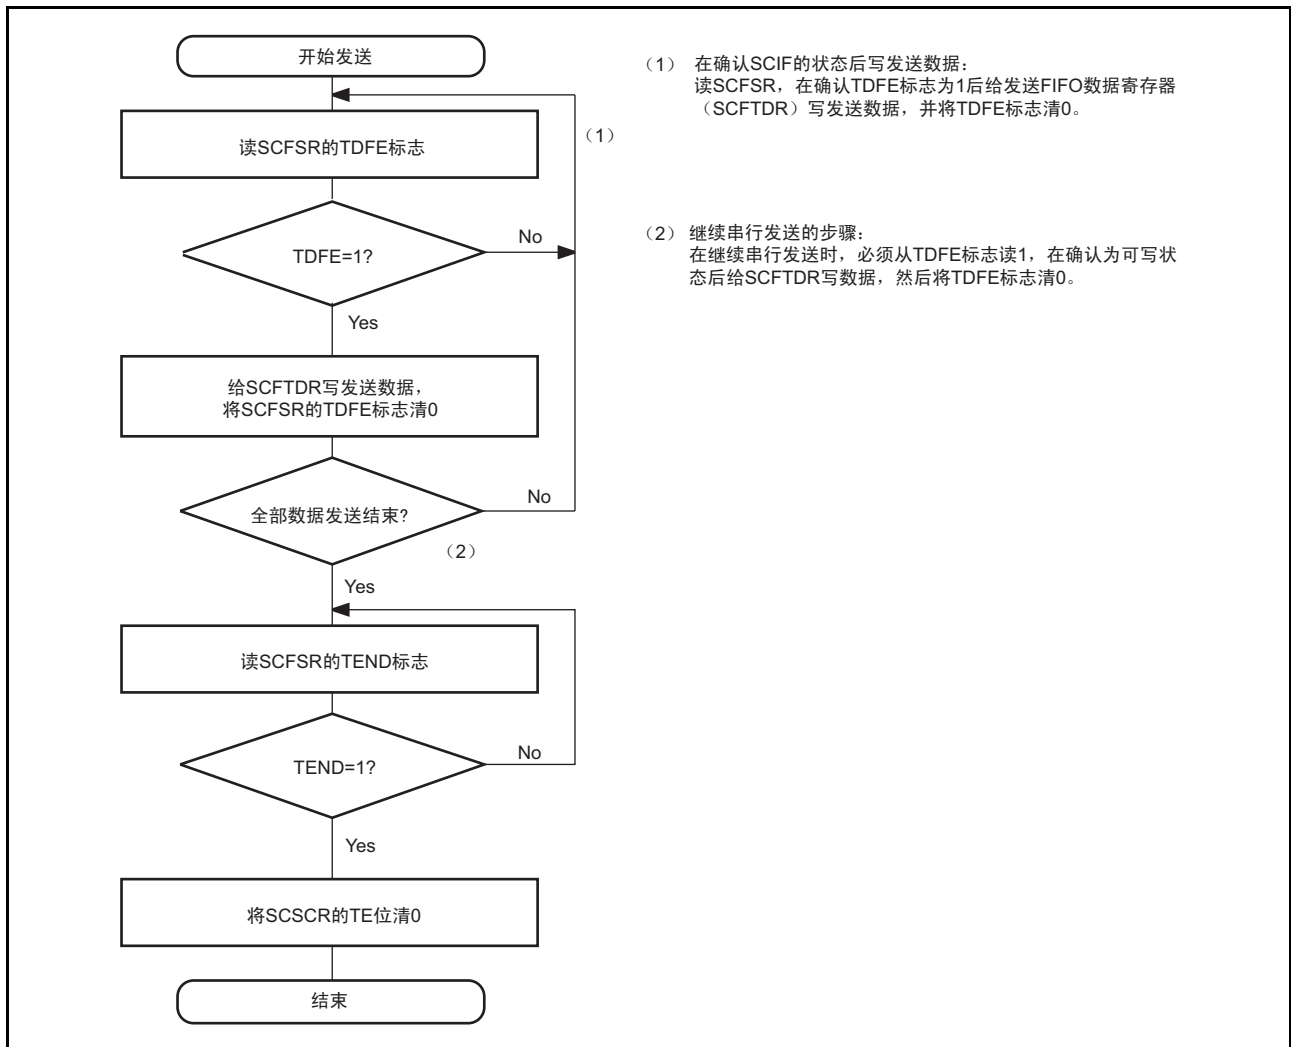 开始发送
（1） 在确认SCIF的状态后写发送数据：
读SCFSR，在确认TDFE标志为1后给发送FIFO数据寄存器
（SCFTDR）写发送数据，并将TDFE标志清0。
（1）
读SCFSR的TDFE标志
（2） 继续串行发送的步骤：
在继续串行发送时，必须从TDFE标志读1，在确认为可写状
态后给SCFTDR写数据，然后将TDFE标志清0。
No
TDFE=1?
Yes
给SCFTDR写发送数据，
将SCFSR的TDFE标志清0
No
全部数据发送结束?
（2）
Yes
读SCFSR的TEND标志
No
TEND=1?
Yes
将SCSCR的TE位清0
结束